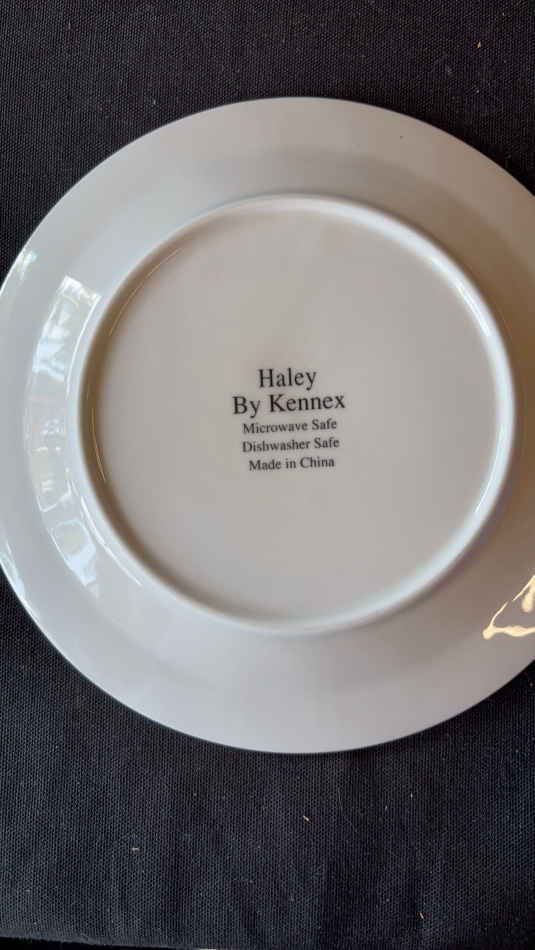 Haley
By Kennex
Microwave Safe
Dishwasher Safe
Made in China